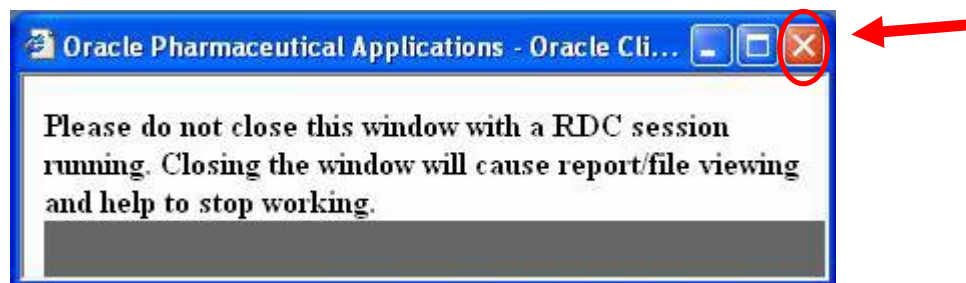 Oracle Pharmaceutical Applications - Oracle Cli...
Please do not close this window with a RDC session
running. Closing the window will cause report/file viewing
and help to stop working.